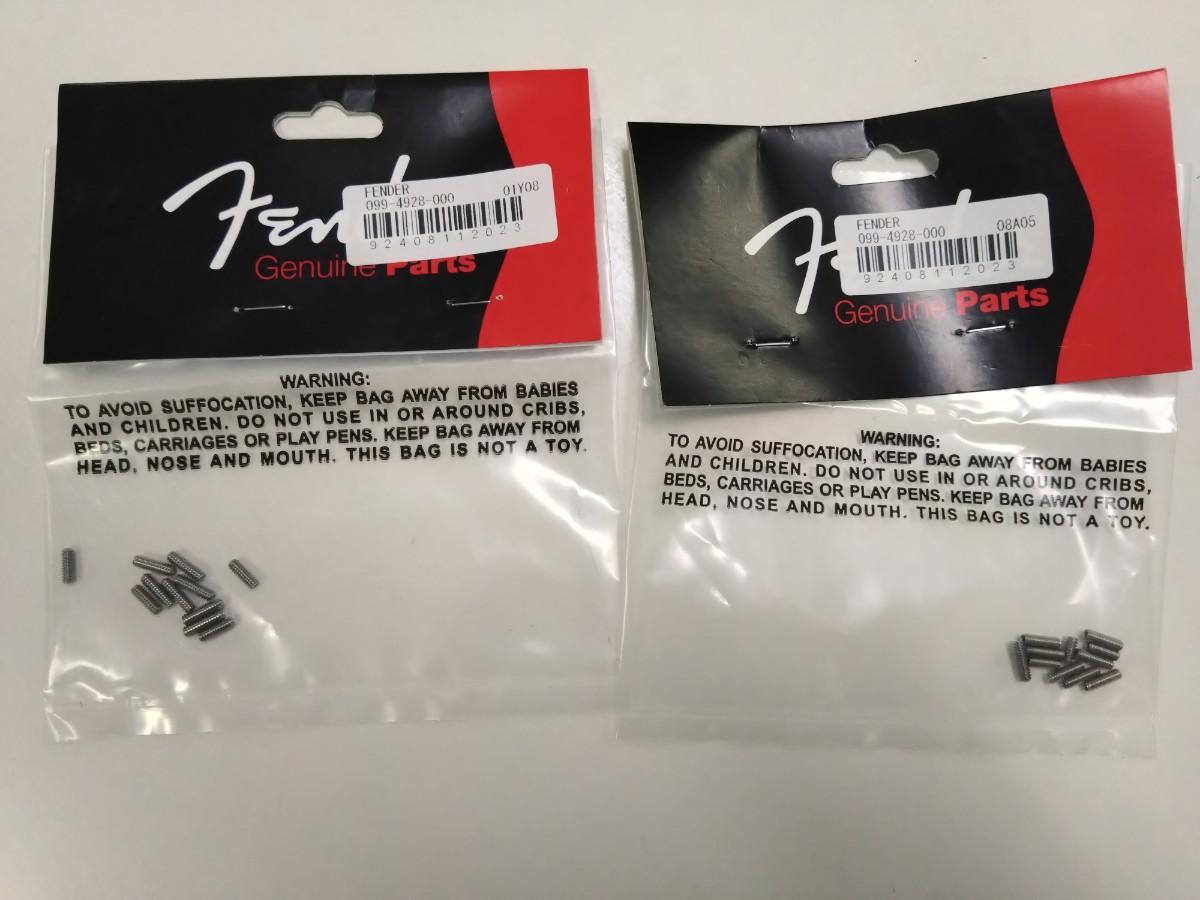 Fend
FENDER 01Y08
099-4928-000
92408112023
Genuine Parts
WARNING:
TO AVOID SUFFOCATION, KEEP BAG AWAY FROM BABIES
AND CHILDREN. DO NOT USE IN OR AROUND CRIBS,
BEDS, CARRIAGES OR PLAY PENS. KEEP BAG AWAY FROM
HEAD, NOSE AND MOUTH. THIS BAG IS NOT A TOY.
FENDER 08A05
099-4928-000
92408112023
Genuine Parts
WARNING:
TO AVOID SUFFOCATION, KEEP BAG AWAY FROM BABIES
AND CHILDREN. DO NOT USE IN OR AROUND CRIBS,
BEDS, CARRIAGES OR PLAY PENS. KEEP BAG AWAY FROM
HEAD, NOSE AND MOUTH. THIS BAG IS NOT A TOY.